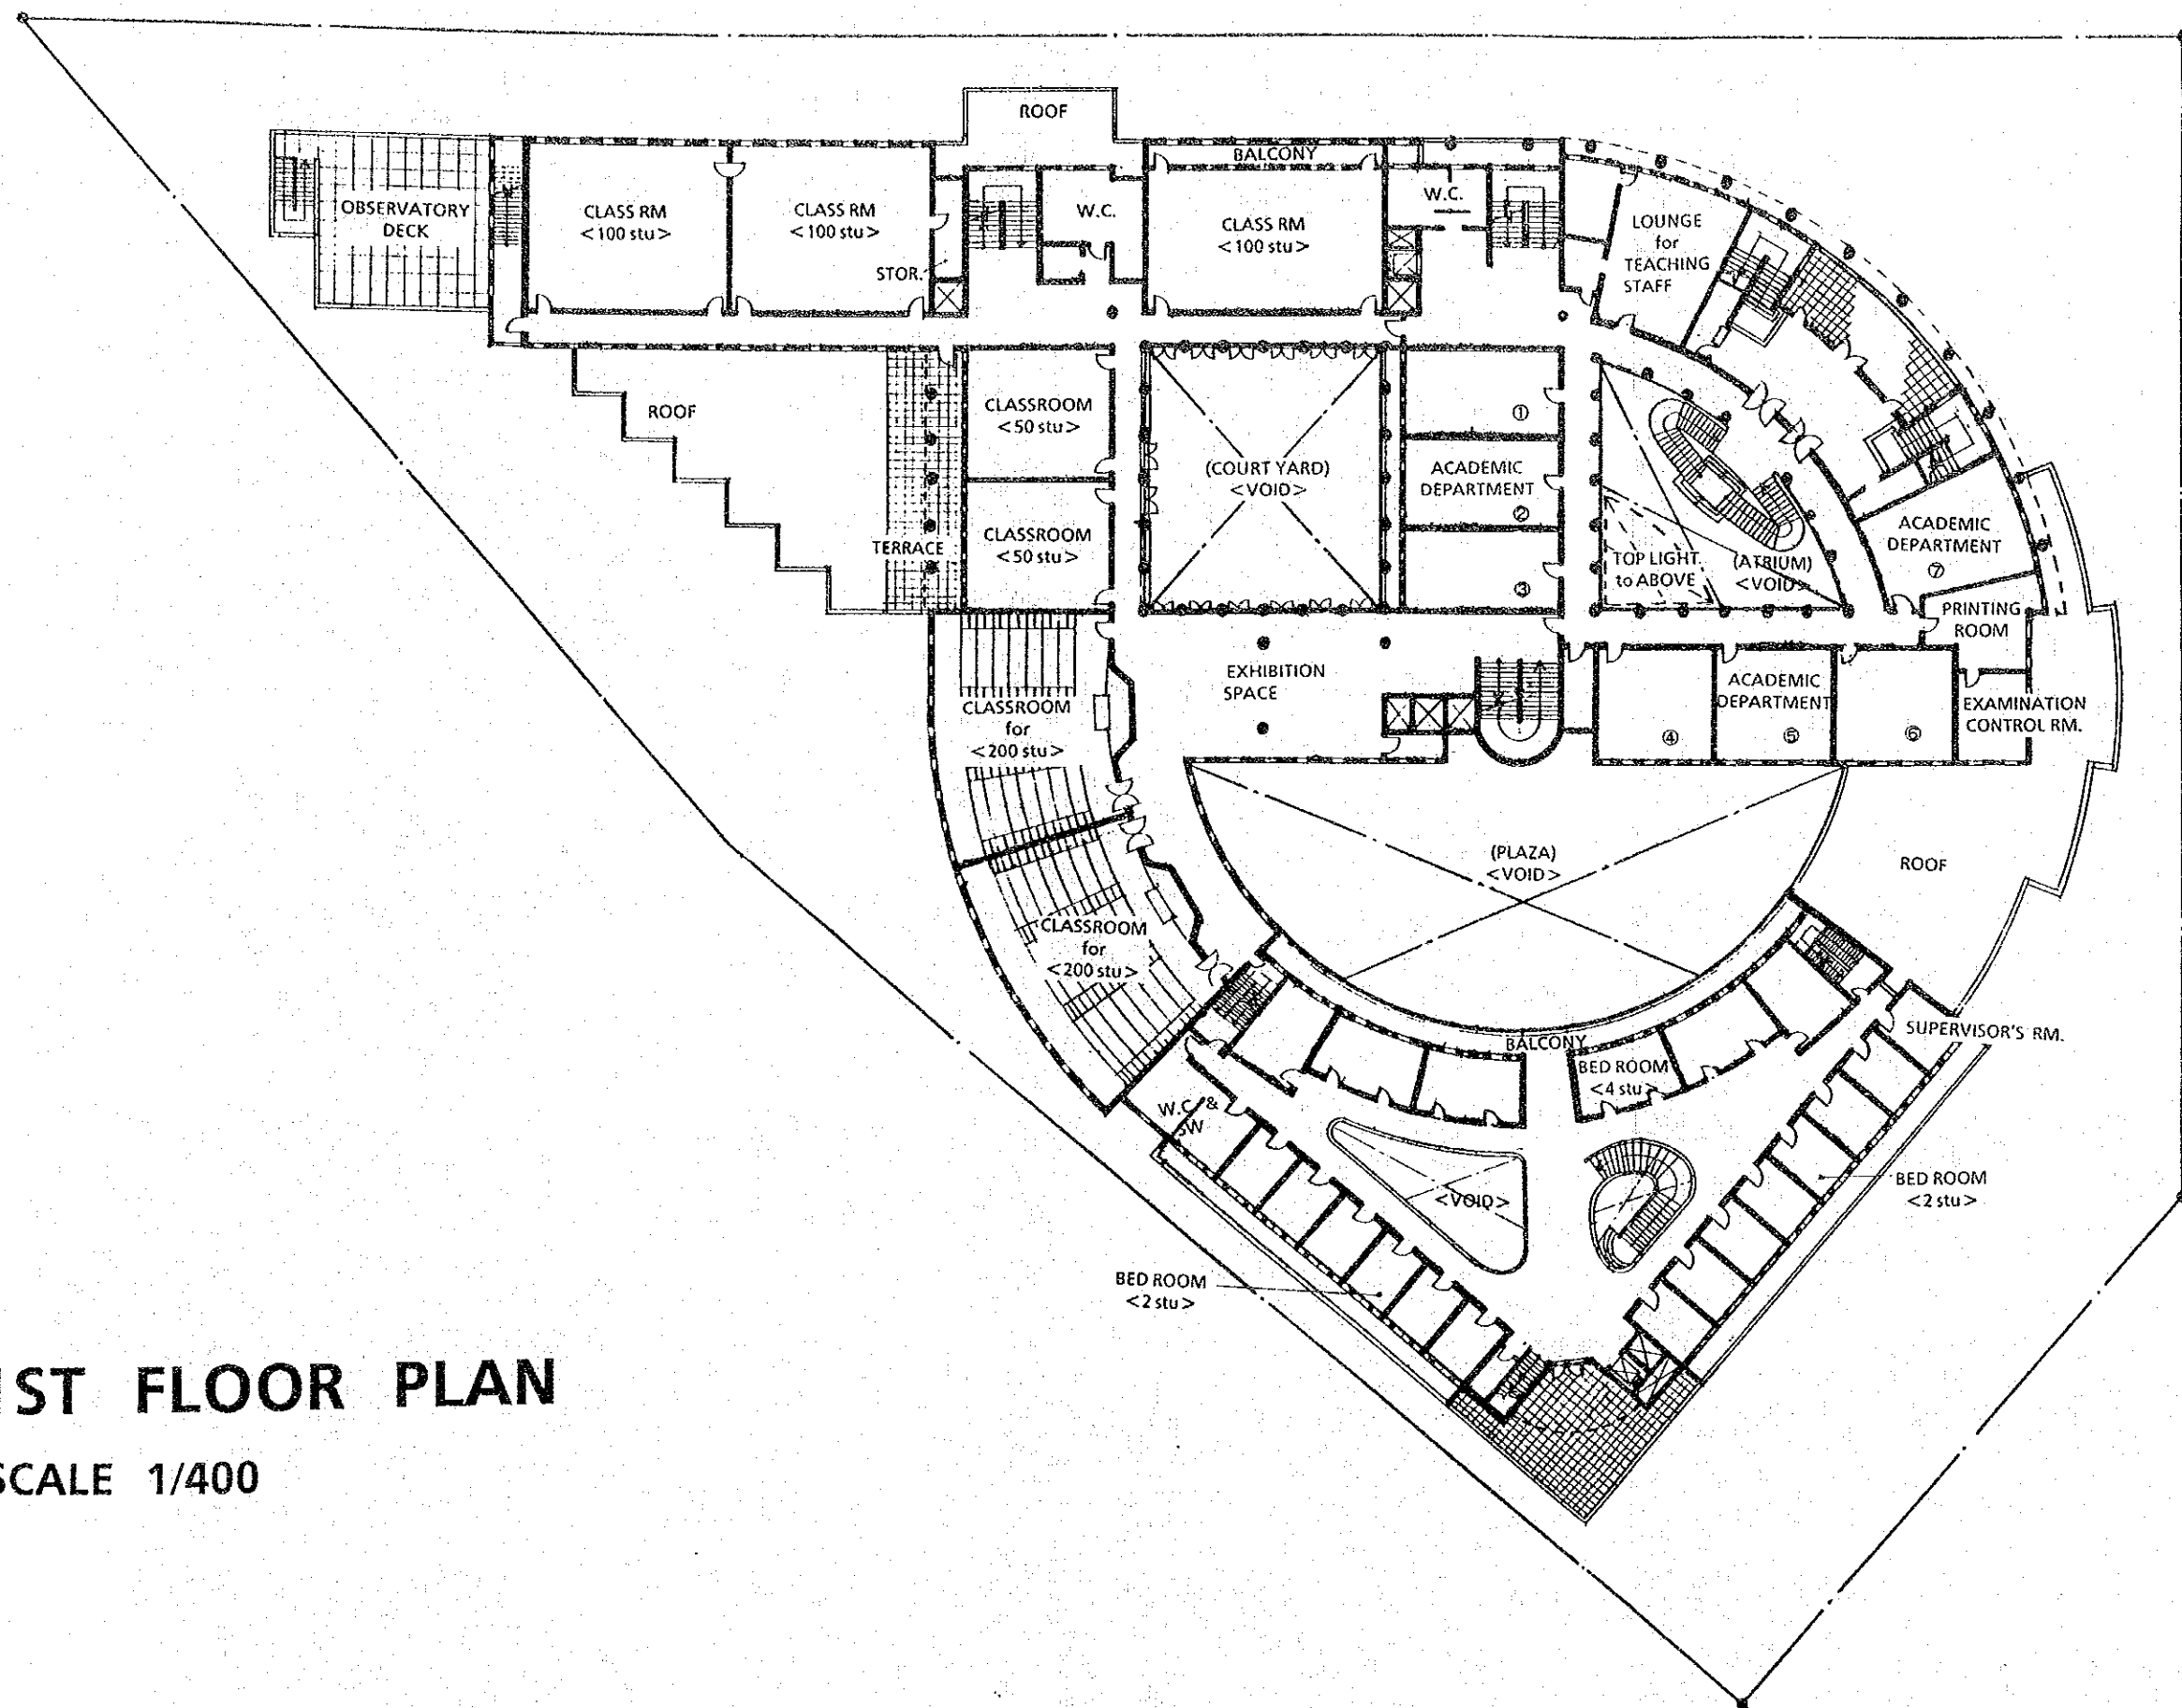 ROOF
BALCONY
OBSERVATORY
DECK
CLASS RM
<100 stu>
CLASS RM
<100 stu>
STOR.
W.C.
CLASS RM
<100 stu>
W.C.
LOUNGE
for
TEACHING
STAFF
ROOF
TERRACE
CLASSROOM
<50 stu>
CLASSROOM
<50 stu>
(COURT YARD)
<VOID>
①
ACADEMIC
DEPARTMENT
②
③
TOP LIGHT
to ABOVE
(ATRIUM)
<VOID>
ACADEMIC
DEPARTMENT
⑦
PRINTING
ROOM
CLASSROOM
for
<200 stu>
EXHIBITION
SPACE
④
ACADEMIC
DEPARTMENT
⑤
⑥
EXAMINATION
CONTROL RM.
(PLAZA)
<VOID>
ROOF
CLASSROOM
for
<200 stu>
BALCONY
BED ROOM
<4 stu>
SUPERVISOR'S RM.
W.C. &
SW
<VOID>
BED ROOM
<2 stu>
BED ROOM
<2 stu>
1ST FLOOR PLAN
SCALE 1/400